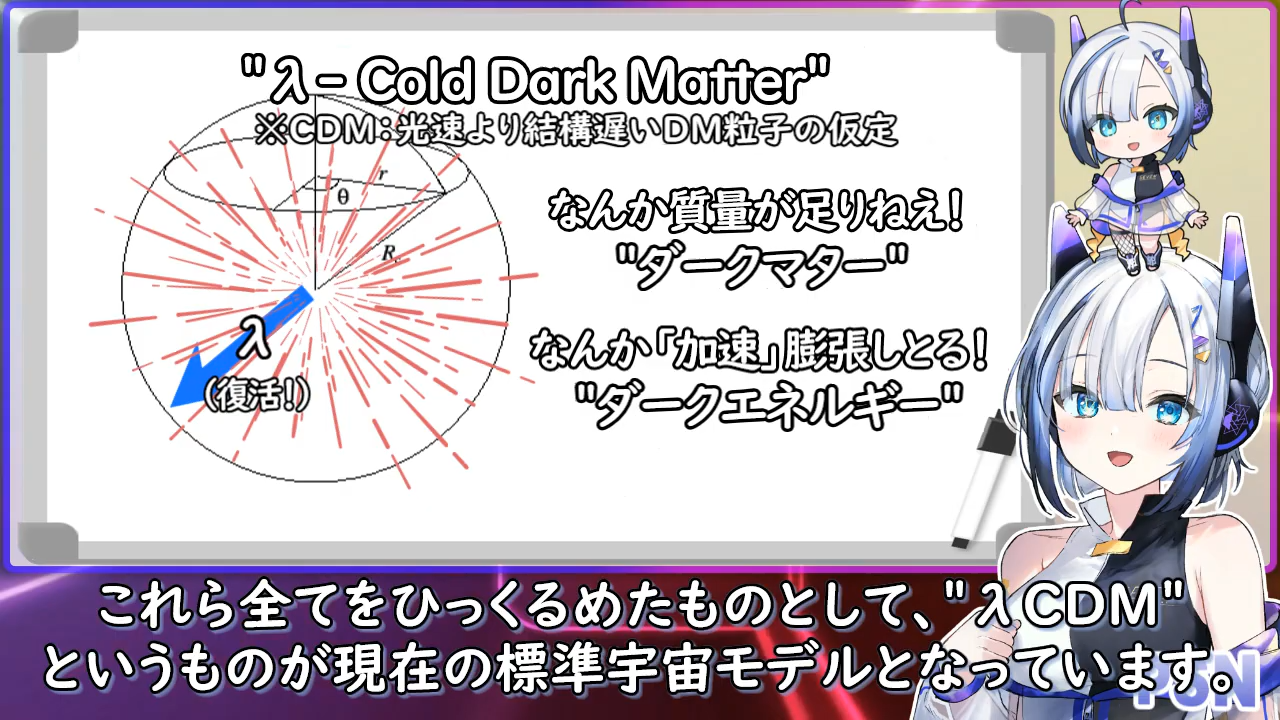 "λ- Cold Dark Matter"
※CDM:光速より結構遅いDM粒子の仮定
r
θ
R
なんか質量が足りねえ!
"ダークマター"
なんか「加速」膨張しとる!
"ダークエネルギー"
λ
(復活!)
これら全てをひっくるめたものとして、"λCDM"
というものが現在の標準宇宙モデルとなっています。